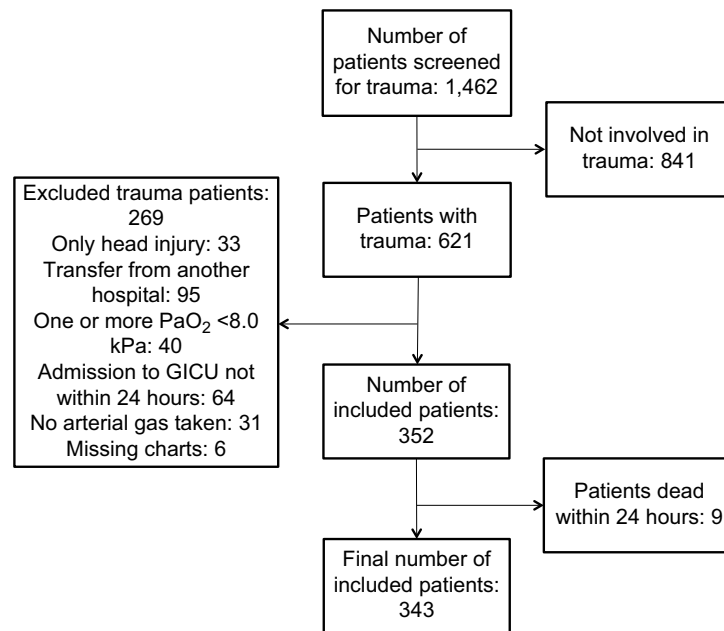 Number of
patients screened
for trauma: 1,462
Not involved in
trauma: 841
Excluded trauma patients:
269
Only head injury: 33
Transfer from another
hospital: 95
One or more PaO₂ <8.0
kPa: 40
Admission to GICU not
within 24 hours: 64
No arterial gas taken: 31
Missing charts: 6
Patients with
trauma: 621
Number of
included patients:
352
Patients dead
within 24 hours: 9
Final number of
included patients:
343